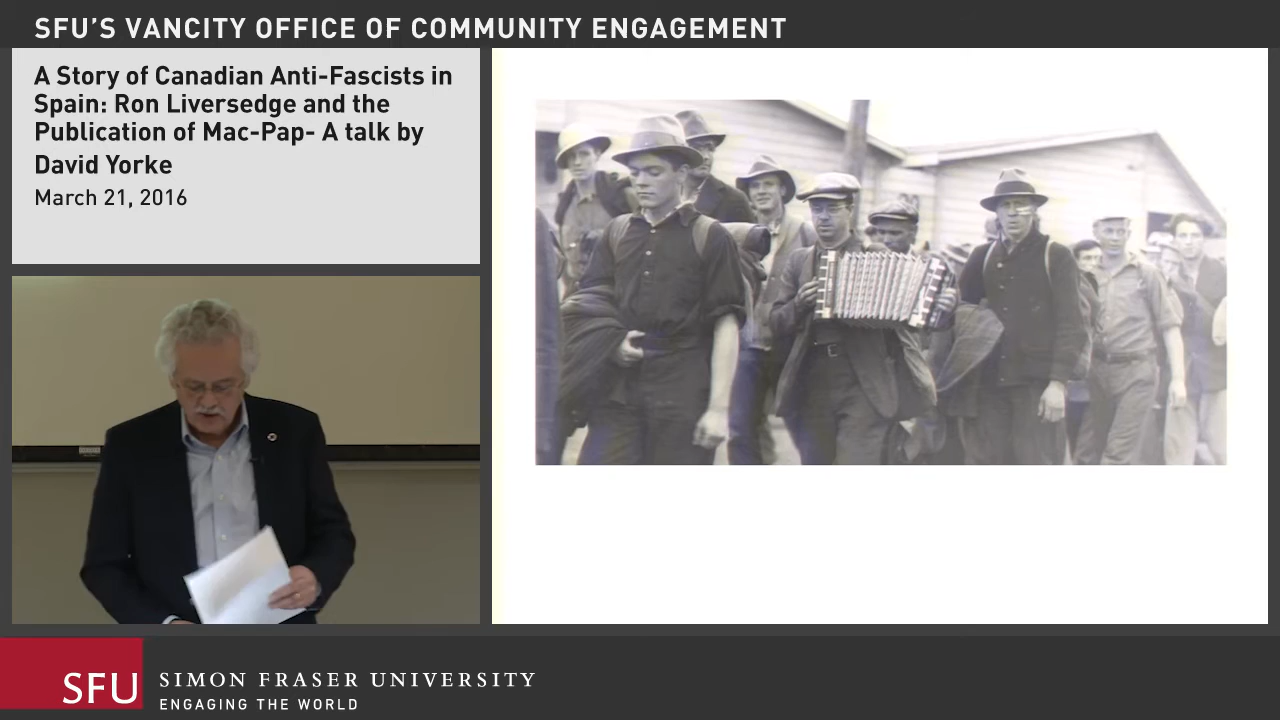 SFU'S VANCITY OFFICE OF COMMUNITY ENGAGEMENT
A Story of Canadian Anti-Fascists in
Spain: Ron Liversedge and the
Publication of Mac-Pap- A talk by
David Yorke
March 21, 2016
SFU
SIMON FRASER UNIVERSITY
ENGAGING THE WORLD